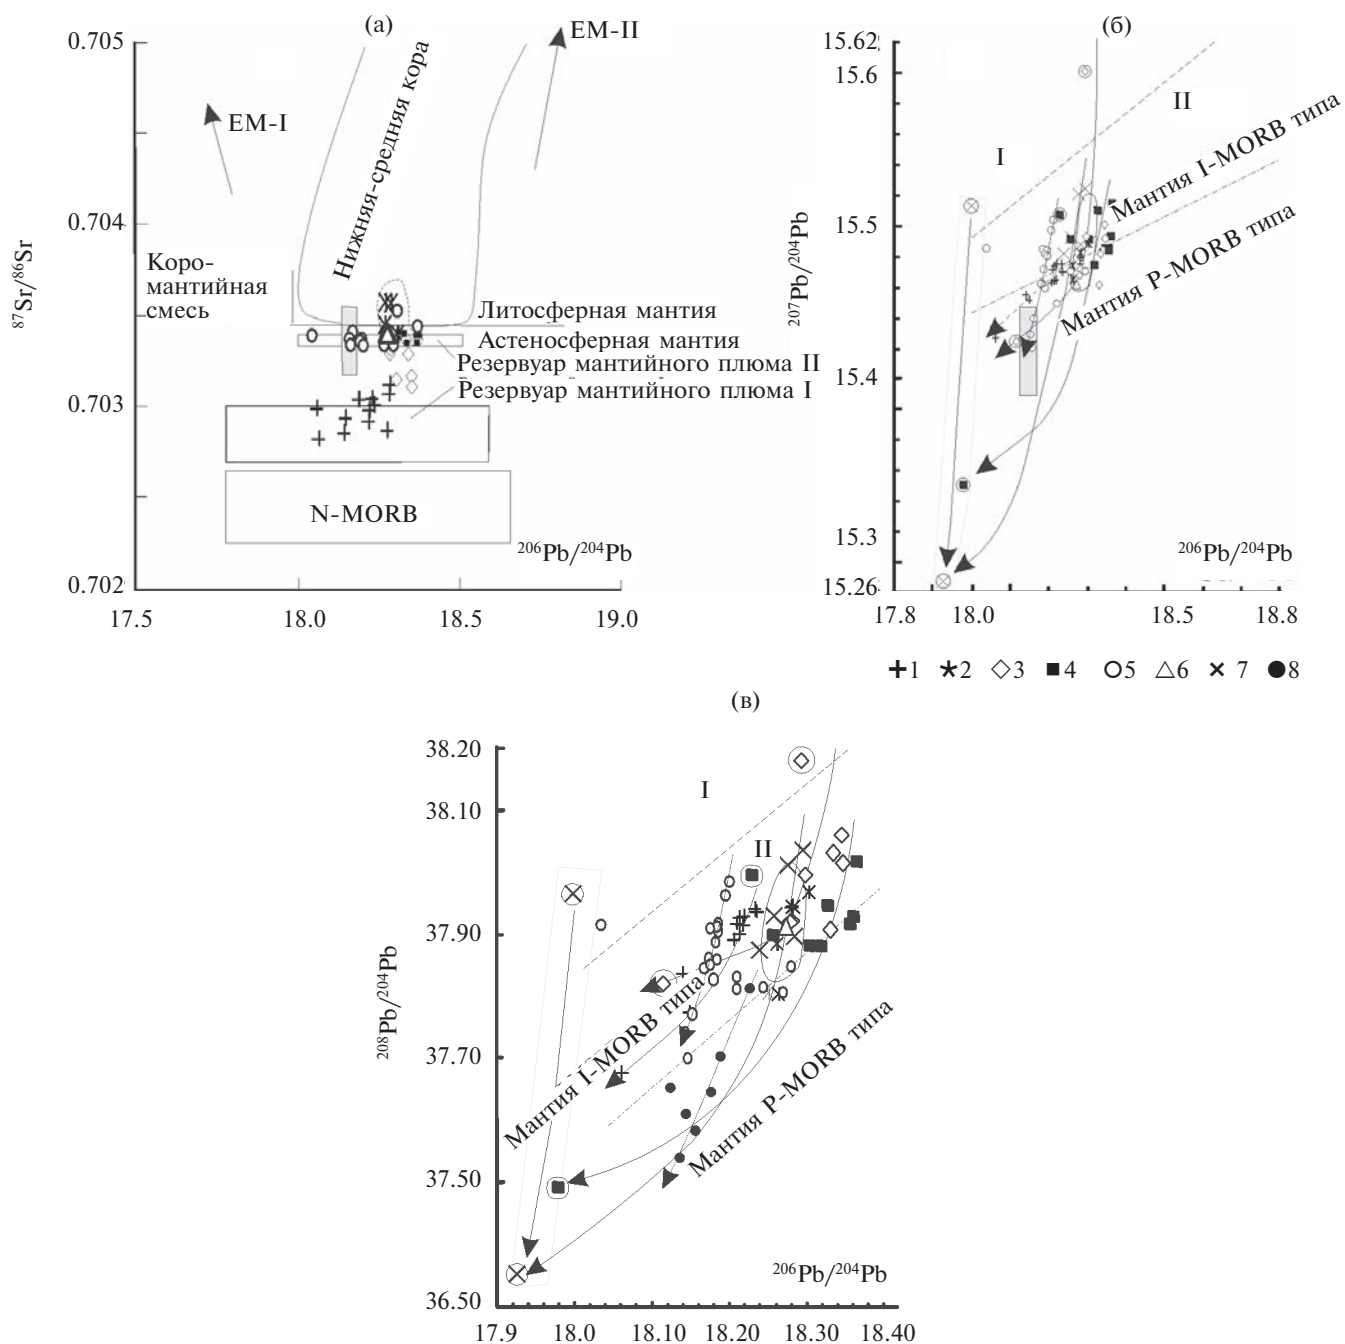 (а)
0.705
0.704
0.703
0.702
17.5
18.0
18.5
19.0
⁸⁷Sr/⁸⁶Sr
²⁰⁶Pb/²⁰⁴Pb
EM-I
EM-II
Нижняя-средняя кора
Коро-
мантийная
смесь
Литосферная мантия
Астеносферная мантия
Резервуар мантийного плюма II
Резервуар мантийного плюма I
N-MORB
(б)
15.62
15.6
15.5
15.4
15.3
15.26
17.8
18.0
18.5
18.8
²⁰⁷Pb/²⁰⁴Pb
²⁰⁶Pb/²⁰⁴Pb
I
II
Мантия I-MORB типа
Мантия P-MORB типа
1 2 3 4 5 6 7 8
(в)
38.20
38.10
37.90
37.70
37.50
36.50
17.9
18.0
18.10
18.20
18.30
18.40
²⁰⁸Pb/²⁰⁴Pb
²⁰⁶Pb/²⁰⁴Pb
I
II
Мантия I-MORB типа
Мантия P-MORB типа